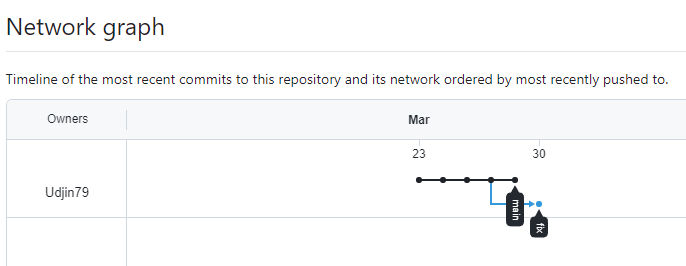 Network graph
Timeline of the most recent commits to this repository and its network ordered by most recently pushed to.
Owners
Mar
23
30
Udjin79
main
fix